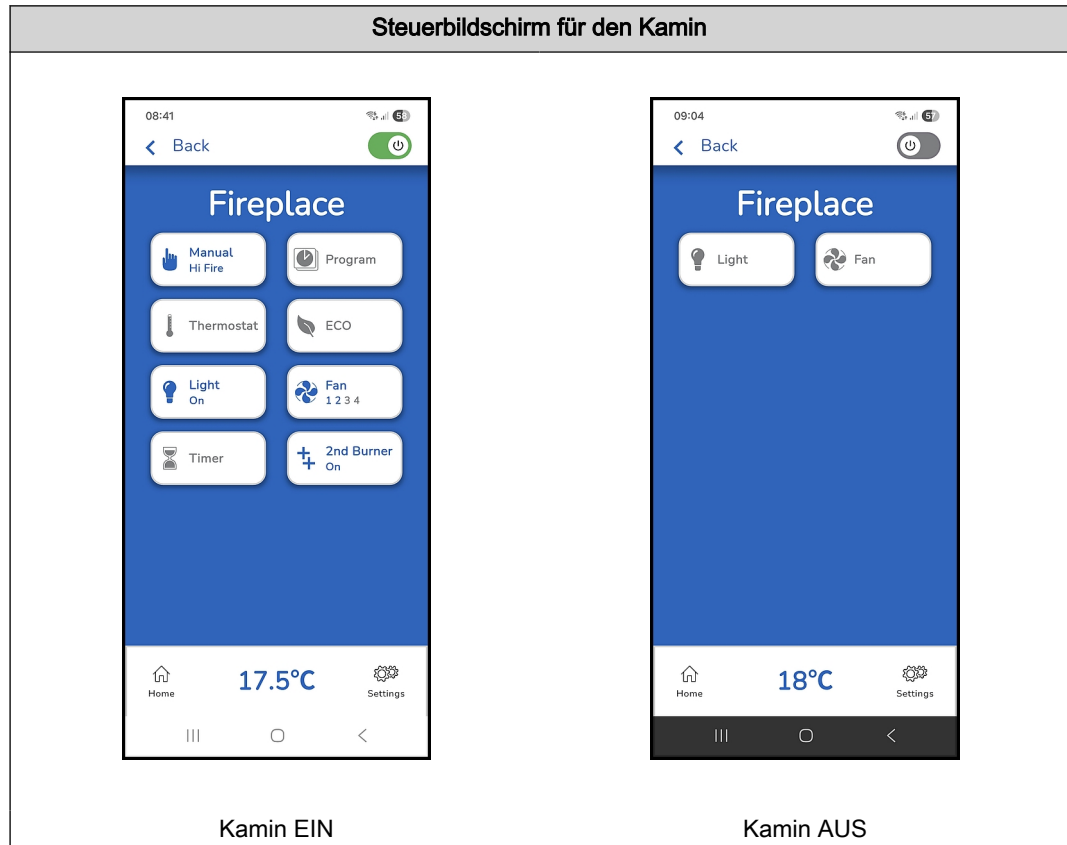 Steuerbildschirm für den Kamin
08:41
58
Back
Fireplace
Manual
Hi Fire
Program
Thermostat
ECO
Light
On
Fan
1 2 3 4
Timer
2nd Burner
On
Home
17.5°C
Settings
Kamin EIN
09:04
57
Back
Fireplace
Light
Fan
Home
18°C
Settings
Kamin AUS